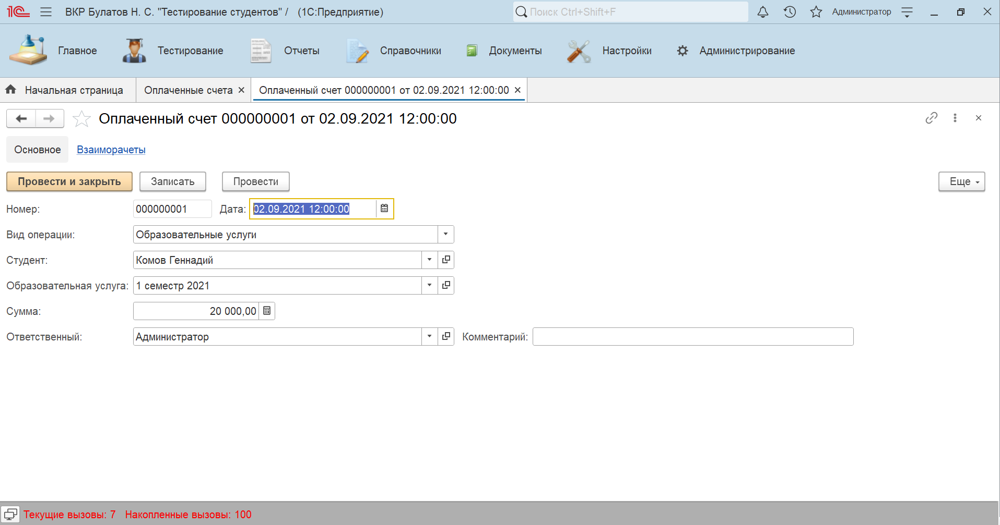 1С ВКР Булатов Н. С. "Тестирование студентов" / (1С:Предприятие) Поиск Ctrl+Shift+F Администратор
Главное Тестирование Отчеты Справочники Документы Настройки Администрирование
Начальная страница Оплаченные счета × Оплаченный счет 000000001 от 02.09.2021 12:00:00 ×
Оплаченный счет 000000001 от 02.09.2021 12:00:00
Основное Взаиморачеты
Провести и закрыть Записать Провести Еще
Номер: 000000001 Дата: 02.09.2021 12:00:00
Вид операции: Образовательные услуги
Студент: Комов Геннадий
Образовательная услуга: 1 семестр 2021
Сумма: 20 000,00
Ответственный: Администратор Комментарий:
Текущие вызовы: 7 Накопленные вызовы: 100